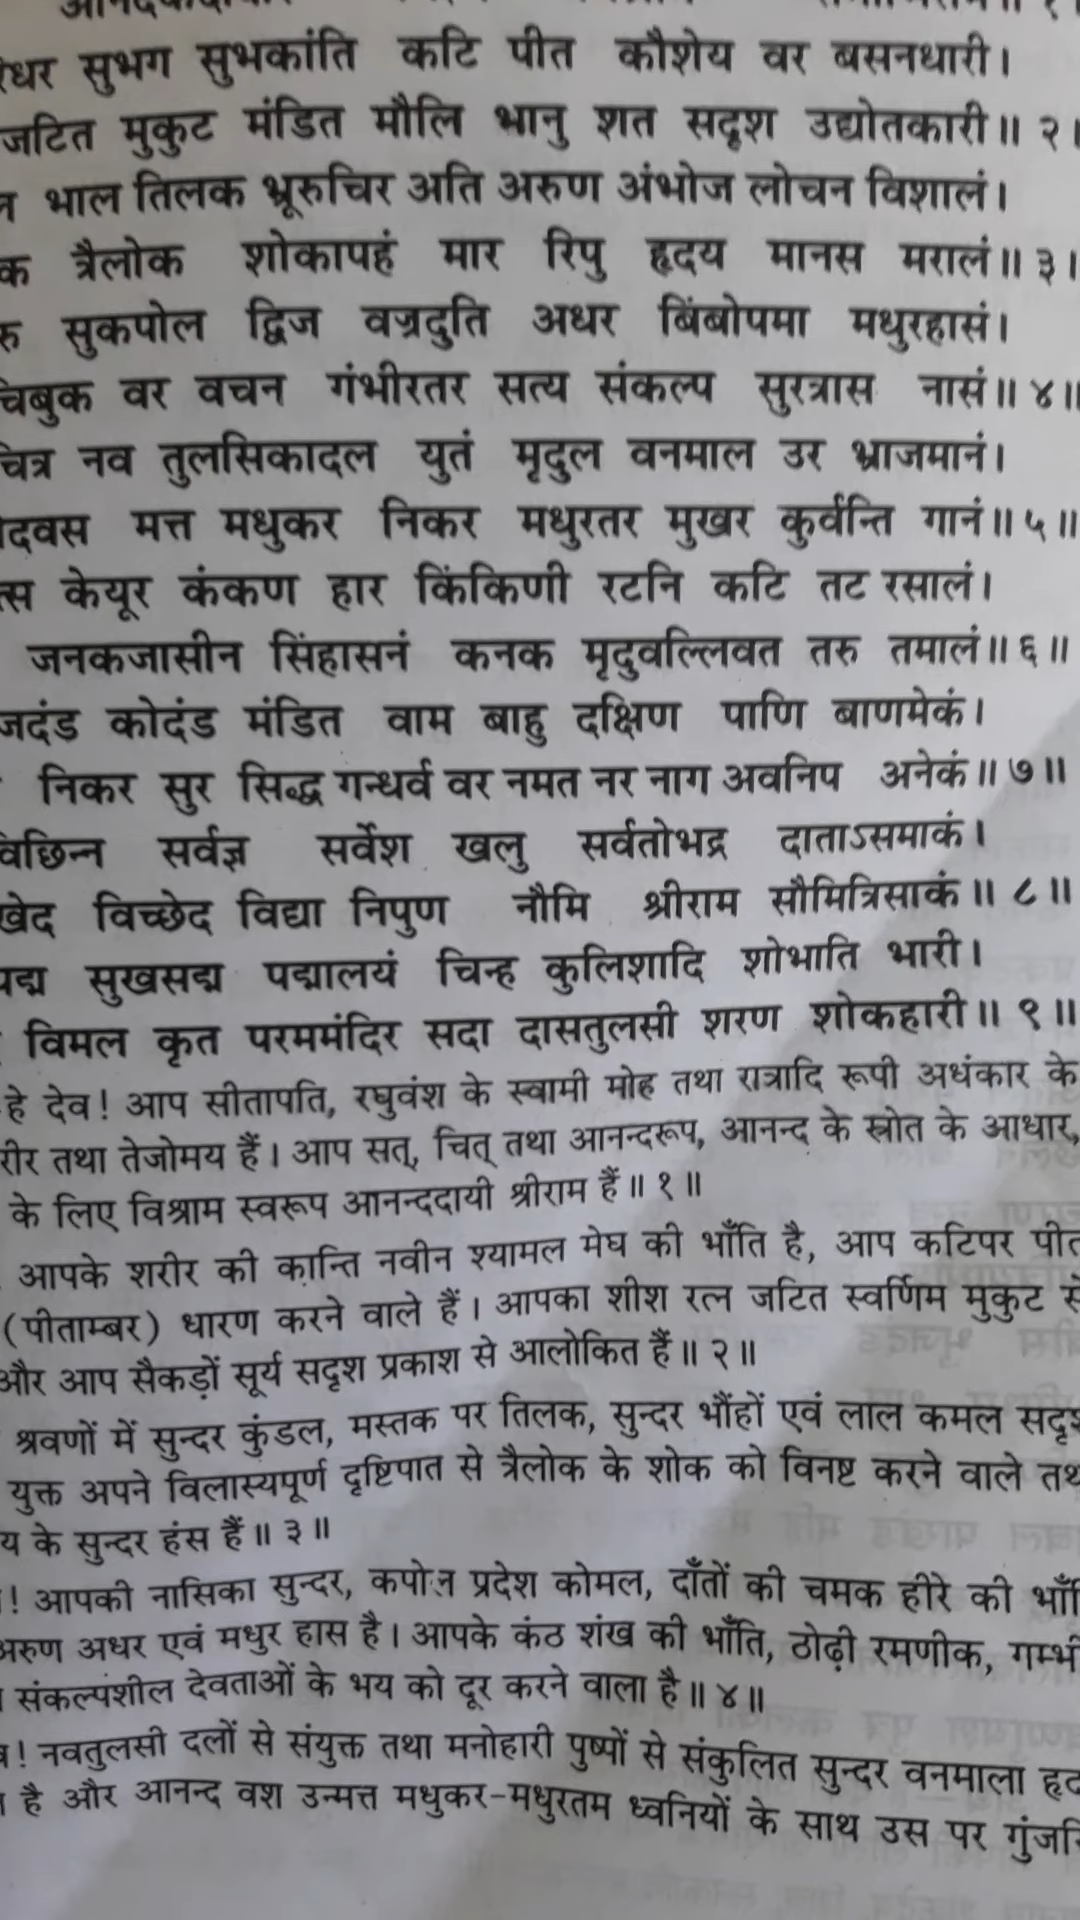 सुभग सुभकांति कटि पीत कौशेय वर बसनधारी।
जटित मुकुट मंडित मौलि भानु शत सदृश उद्योतकारी॥ २।
भाल तिलक भ्रूरुचिर अति अरुण अंभोज लोचन विशालं।
त्रैलोक शोकापहं मार रिपु हृदय मानस मरालं॥ ३।
सुकपोल द्विज वज्रदुति अधर बिंबोपमा मधुरहासं।
चिबुक वर वचन गंभीरतर सत्य संकल्प सुरत्रास नासं॥ ४॥
नव तुलसिकादल युतं मृदुल वनमाल उर भ्राजमानं।
मत्त मधुकर निकर मधुरतर मुखर कुर्वन्ति गानं॥ ५॥
केयूर कंकण हार किंकिणी रटनि कटि तट रसालं।
जनकजासीन सिंहासनं कनक मृदुवल्लिवत तरु तमालं॥ ६॥
कोदंड मंडित वाम बाहु दक्षिण पाणि बाणमेकं।
निकर सुर सिद्ध गन्धर्व वर नमत नर नाग अवनिप अनेकं॥ ७॥
विछिन्न सर्वज्ञ सर्वेश खलु सर्वतोभद्र दाताऽसमाकं।
खेद विच्छेद विद्या निपुण नौमि श्रीराम सौमित्रिसाकं॥ ८॥
पद्म सुखसद्म पद्मालयं चिन्ह कुलिशादि शोभाति भारी।
विमल कृत परममंदिर सदा दासतुलसी शरण शोकहारी॥ ९॥
हे देव! आप सीतापति, रघुवंश के स्वामी मोह तथा रात्रादि रूपी अधंकार के
तथा तेजोमय हैं। आप सत्, चित् तथा आनन्दरूप, आनन्द के स्त्रोत के आधार,
के लिए विश्राम स्वरूप आनन्ददायी श्रीराम हैं॥ १॥
आपके शरीर की कान्ति नवीन श्यामल मेघ की भाँति है, आप कटिपर पीत
(पीताम्बर) धारण करने वाले हैं। आपका शीश रत्न जटित स्वर्णिम मुकुट से
और आप सैकड़ों सूर्य सदृश प्रकाश से आलोकित हैं॥ २॥
श्रवणों में सुन्दर कुंडल, मस्तक पर तिलक, सुन्दर भौंहों एवं लाल कमल सदृश
युक्त अपने विलास्यपूर्ण दृष्टिपात से त्रैलोक के शोक को विनष्ट करने वाले तथ
य के सुन्दर हंस हैं॥ ३॥
! आपकी नासिका सुन्दर, कपोल प्रदेश कोमल, दाँतों की चमक हीरे की
अरुण अधर एवं मधुर हास है। आपके कंठ शंख की भाँति, ठोढ़ी रमणीक,
संकल्पशील देवताओं के भय को दूर करने वाला है॥ ४॥
! नवतुलसी दलों से संयुक्त तथा मनोहारी पुष्पों से संकुलित सुन्दर वनमाला
है और आनन्द वश उन्मत्त मधुकर-मधुरतम ध्वनियों के साथ उस पर